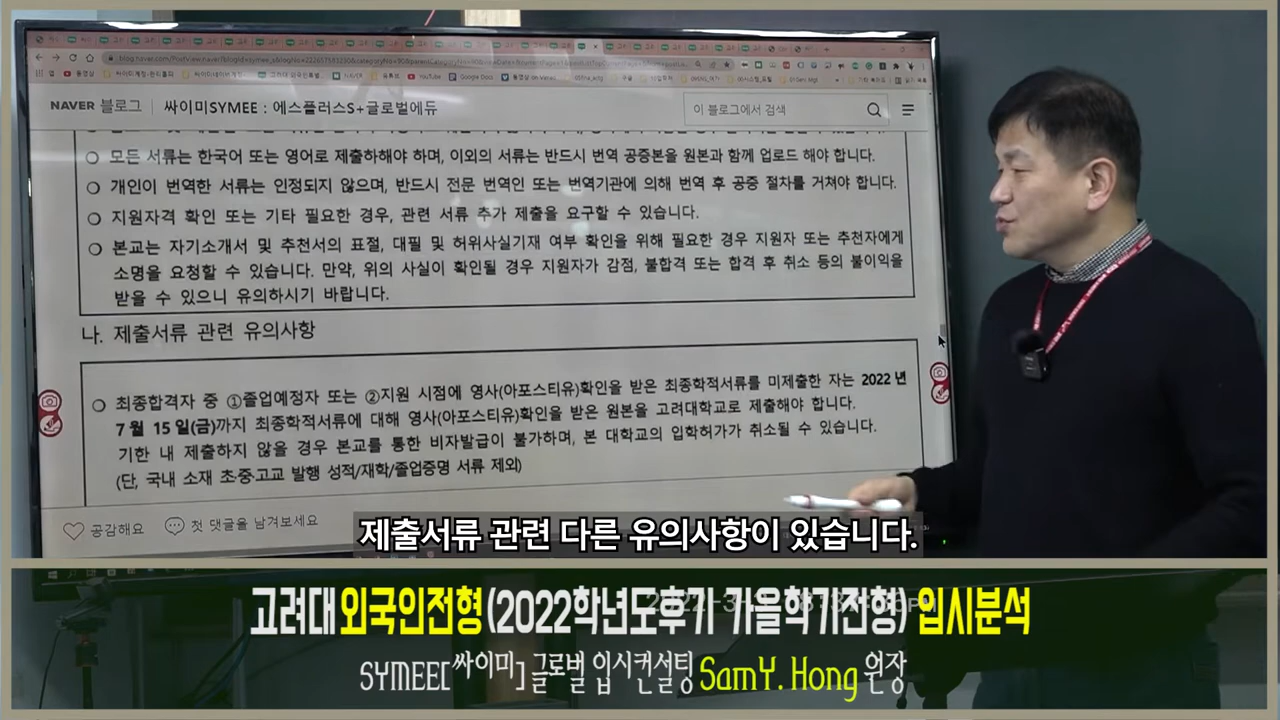 blog.naver.com/PostView.naver?blogId=symee_s&logNo=
YouTube
Google Docs
NAVER 블로그 | 싸이미SYMEE : 에스플러스S+글로벌에듀
이 블로그에서 검색
모든 서류는 한국어 또는 영어로 제출하해야 하며, 이외의 서류는 반드시 번역 공증본을 원본과 함께 업로드 해야 합니다.
개인이 번역한 서류는 인정되지 않으며, 반드시 전문 번역인 또는 번역기관에 의해 번역 후 공증 절차를 거쳐야 합니다.
지원자격 확인 또는 기타 필요한 경우, 관련 서류 추가 제출을 요구할 수 있습니다.
본교는 자기소개서 및 추천서의 표절, 대필 및 허위사실기재 여부 확인을 위해 필요한 경우 지원자 또는 추천자에게
소명을 요청할 수 있습니다. 만약, 위의 사실이 확인될 경우 지원자가 감점, 불합격 또는 합격 후 취소 등의 불이익을
받을 수 있으니 유의하시기 바랍니다.
나. 제출서류 관련 유의사항
최종합격자 중 ①졸업예정자 또는 ②지원 시점에 영사(아포스티유)확인을 받은 최종학적서류를 미제출한 자는 2022년
7월 15일(금)까지 최종학적서류에 대해 영사(아포스티유)확인을 받은 원본을 고려대학교로 제출해야 합니다.
기한 내 제출하지 않을 경우 본교를 통한 비자발급이 불가하며, 본 대학교의 입학허가가 취소될 수 있습니다.
(단, 국내 소재 초·중·고교 발행 성적/재학/졸업증명 서류 제외)
공감해요 첫 댓글을 남겨보세요
제출서류 관련 다른 유의사항이 있습니다.
고려대 외국인전형 (2022학년도후기 가을학기전형) 입시분석
SYMEE[싸이미] 글로벌 입시컨설팅 SamY. Hong 원장